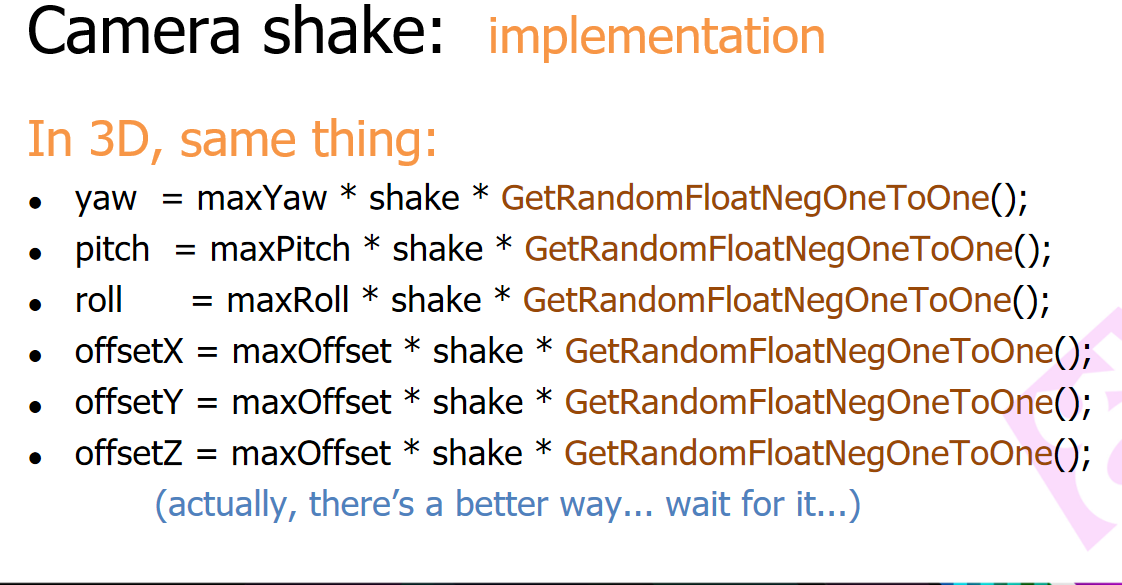 Camera shake: implementation
In 3D, same thing:
• yaw = maxYaw * shake * GetRandomFloatNegOneToOne();
• pitch = maxPitch * shake * GetRandomFloatNegOneToOne();
• roll = maxRoll * shake * GetRandomFloatNegOneToOne();
• offsetX = maxOffset * shake * GetRandomFloatNegOneToOne();
• offsetY = maxOffset * shake * GetRandomFloatNegOneToOne();
• offsetZ = maxOffset * shake * GetRandomFloatNegOneToOne();
(actually, there’s a better way... wait for it...)